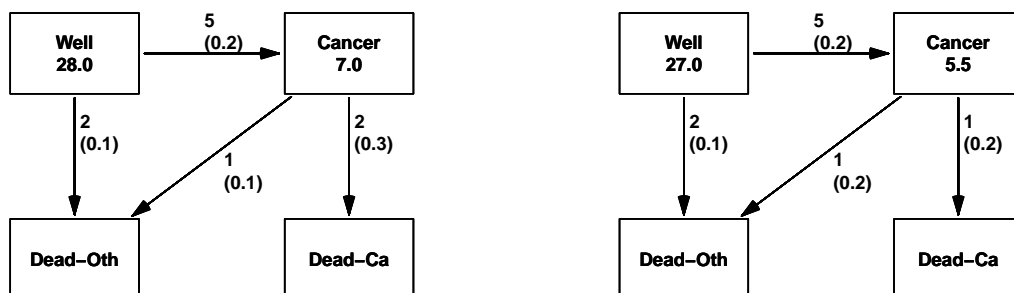 5
(0.2)
Well
28.0
Cancer
7.0
2
(0.1)
1
(0.1)
2
(0.3)
Dead−Oth
Dead−Ca
5
(0.2)
Well
27.0
Cancer
5.5
2
(0.1)
1
(0.2)
1
(0.2)
Dead−Oth
Dead−Ca